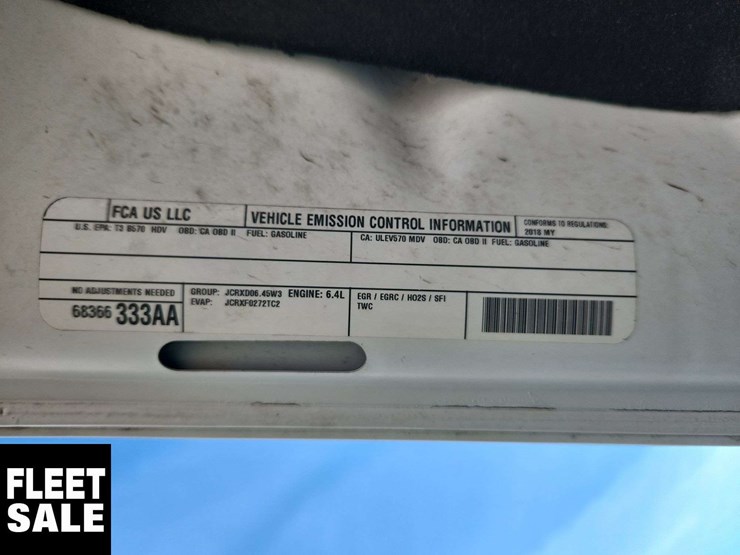 FCA US LLC
VEHICLE EMISSION CONTROL INFORMATION
CONFORMS TO REGULATIONS:
2018 MY
U.S. EPA: T3 B570 HDV OBD: CA OBD II FUEL: GASOLINE
CA: ULEV570 MDV OBD: CA OBD II FUEL: GASOLINE
NO ADJUSTMENTS NEEDED
68366 333AA
GROUP: JCRXD06.45W3 ENGINE: 6.4L
EVAP: JCRXF0272TC2
EGR / EGRC / HO2S / SFI
TWC
FLEET
SALE